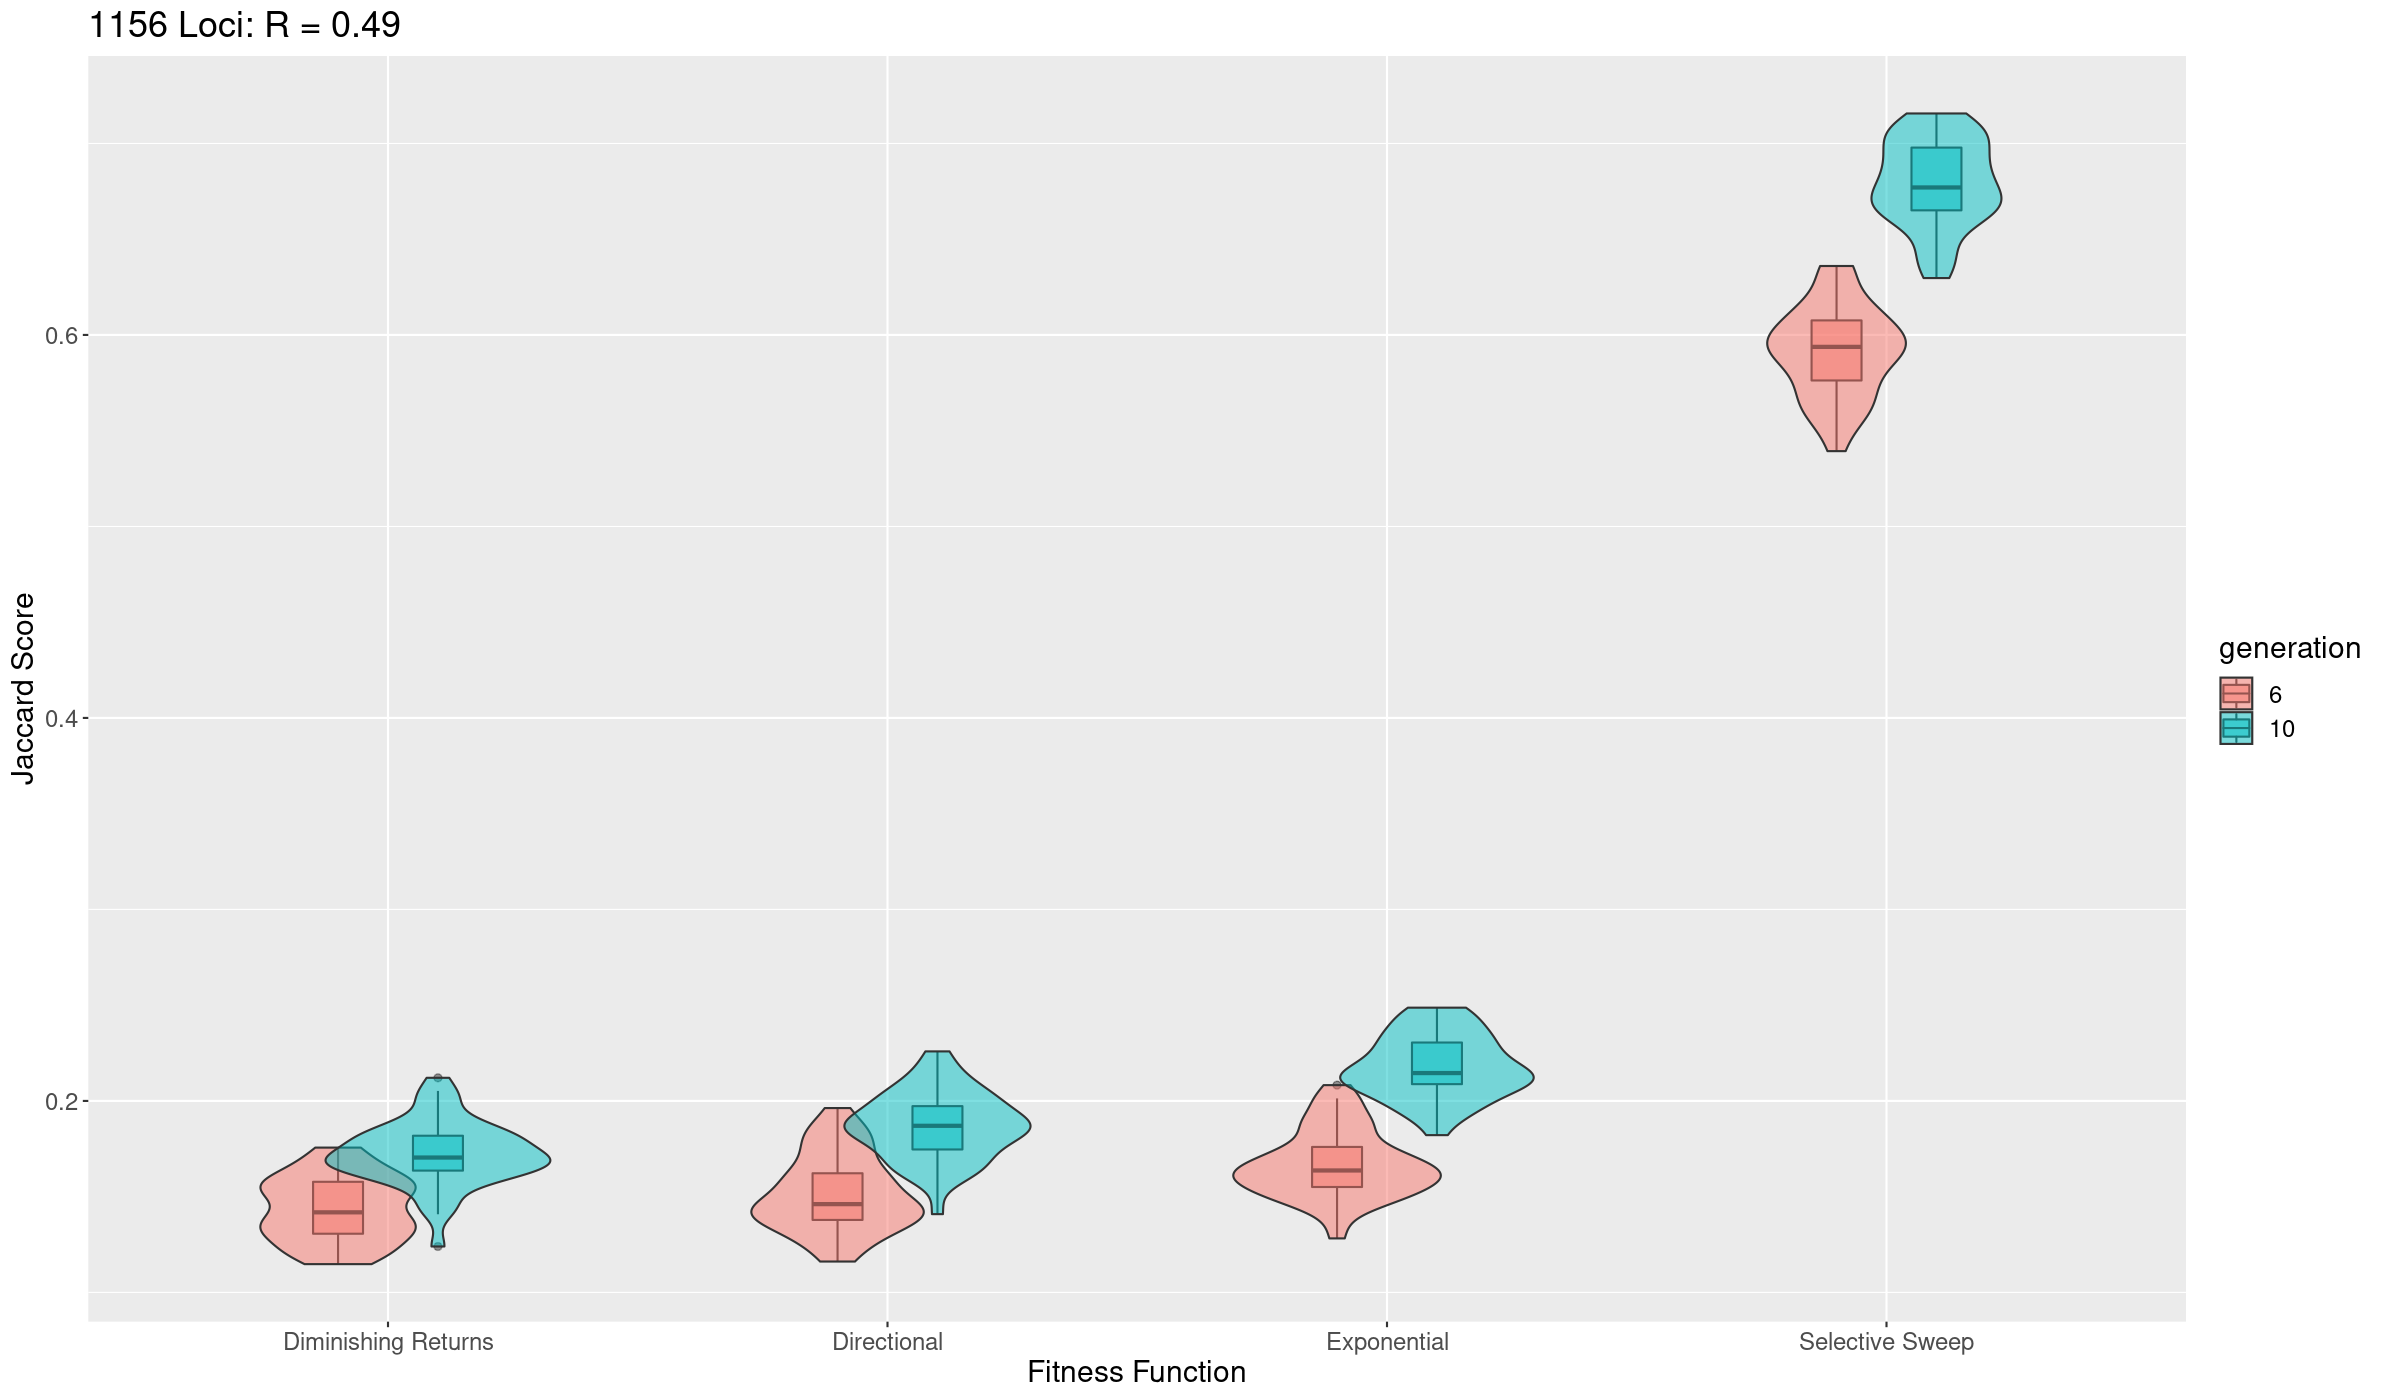 1156 Loci: R = 0.49
Jaccard Score
0.6
0.4
0.2
Diminishing Returns
Directional
Exponential
Selective Sweep
Fitness Function
generation
6
10